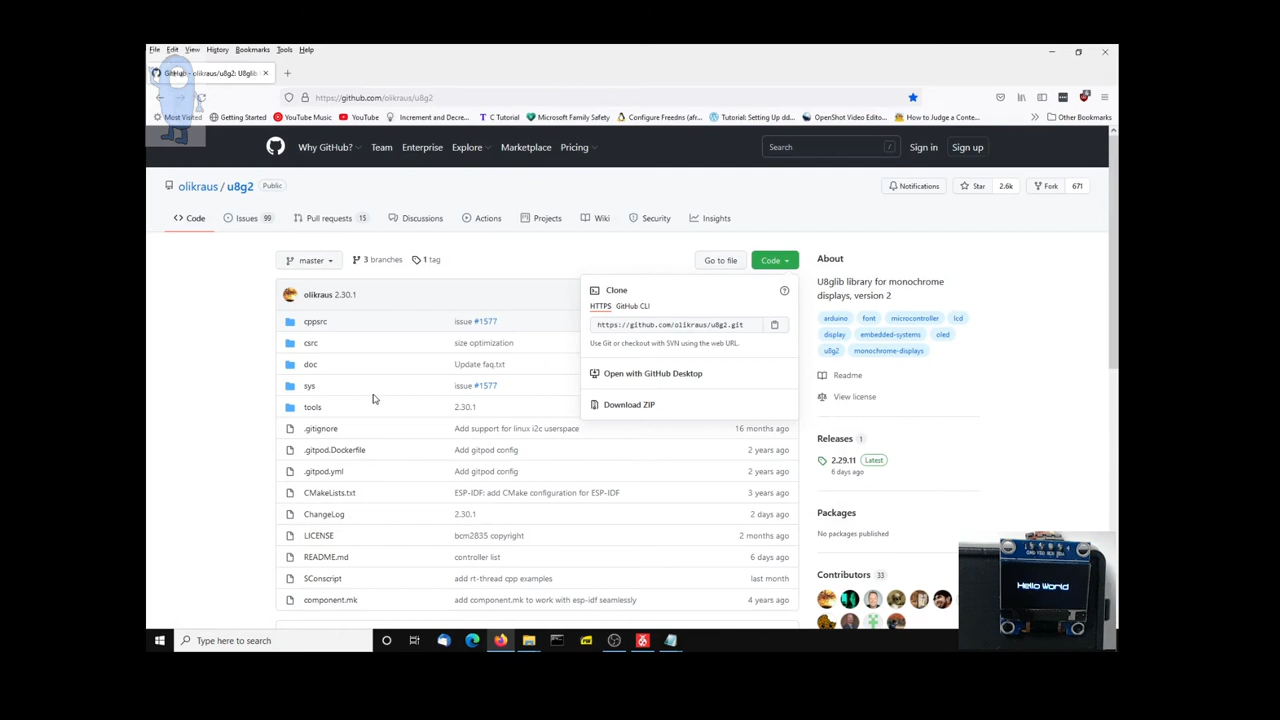 File Edit View History Bookmarks Tools Help
GitHub - olikraus/u8g2: U8glib
https://github.com/olikraus/u8g2
Most Visited Getting Started YouTube Music YouTube Increment and Decre... C Tutorial Microsoft Family Safety Configure Freedns (afr... Tutorial: Setting Up dd... OpenShot Video Edito... How to Judge a Conte... Other Bookmarks
Why GitHub? Team Enterprise Explore Marketplace Pricing Search / Sign in Sign up
olikraus / u8g2 Public Notifications Star 2.6k Fork 671
Code Issues 99 Pull requests 15 Discussions Actions Projects Wiki Security Insights
master 3 branches 1 tag Go to file Code
olikraus 2.30.1
cppsrc issue #1577
csrc size optimization
doc Update faq.txt
sys issue #1577
tools 2.30.1
.gitignore Add support for linux i2c userspace 16 months ago
.gitpod.Dockerfile Add gitpod config 2 years ago
.gitpod.yml Add gitpod config 2 years ago
CMakeLists.txt ESP-IDF: add CMake configuration for ESP-IDF 3 years ago
ChangeLog 2.30.1 2 days ago
LICENSE bcm2835 copyright 2 months ago
README.md controller list 6 days ago
SConscript add rt-thread cpp examples last month
component.mk add component.mk to work with esp-idf seamlessly 4 years ago
Clone
HTTPS GitHub CLI
https://github.com/olikraus/u8g2.git
Use Git or checkout with SVN using the web URL.
Open with GitHub Desktop
Download ZIP
About
U8glib library for monochrome
displays, version 2
arduino font microcontroller lcd
display embedded-systems oled
u8g2 monochrome-displays
Readme
View license
Releases 1
2.29.11 Latest
6 days ago
Packages
No packages published
Contributors 33
Hello World
Type here to search